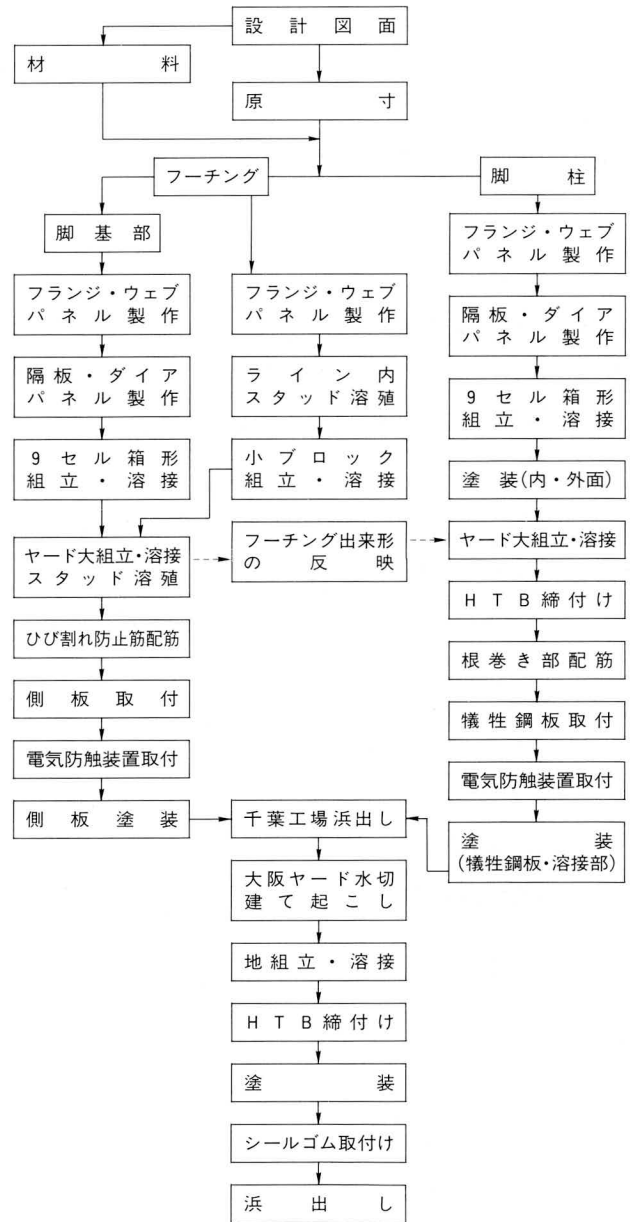 設計図面
材料
原寸
フーチング
脚柱
脚基部
フランジ・ウェブ
パネル製作
隔板・ダイア
パネル製作
9セル箱形
組立・溶接
フランジ・ウェブ
パネル製作
ライン内
スタッド溶殖
小ブロック
組立・溶接
フランジ・ウェブ
パネル製作
隔板・ダイア
パネル製作
9セル箱形
組立・溶接
塗装(内・外面)
ヤード大組立・溶接
スタッド溶殖
フーチング出来形
の反映
ヤード大組立・溶接
ひび割れ防止筋配筋
側板取付
電気防触装置取付
側板塗装
HTB締付け
根巻き部配筋
犠牲鋼板取付
電気防触装置取付
塗装
(犠牲鋼板・溶接部)
千葉工場浜出し
大阪ヤード水切
建て起こし
地組立・溶接
HTB締付け
塗装
シールゴム取付け
浜出し